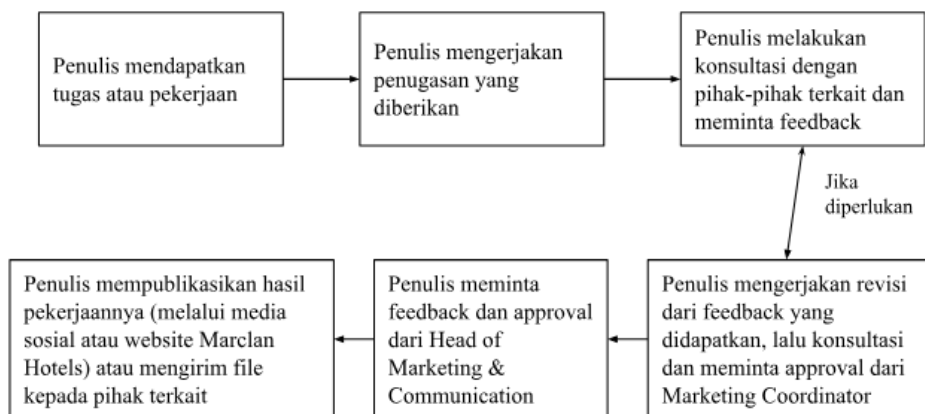 Penulis mendapatkan
tugas atau pekerjaan
Penulis mengerjakan
penugasan yang
diberikan
Penulis melakukan
konsultasi dengan
pihak-pihak terkait dan
meminta feedback
Jika
diperlukan
Penulis mengerjakan revisi
dari feedback yang
didapatkan, lalu konsultasi
dan meminta approval dari
Marketing Coordinator
Penulis meminta
feedback dan approval
dari Head of
Marketing &
Communication
Penulis mempublikasikan hasil
pekerjaannya (melalui media
sosial atau website Marclan
Hotels) atau mengirim file
kepada pihak terkait